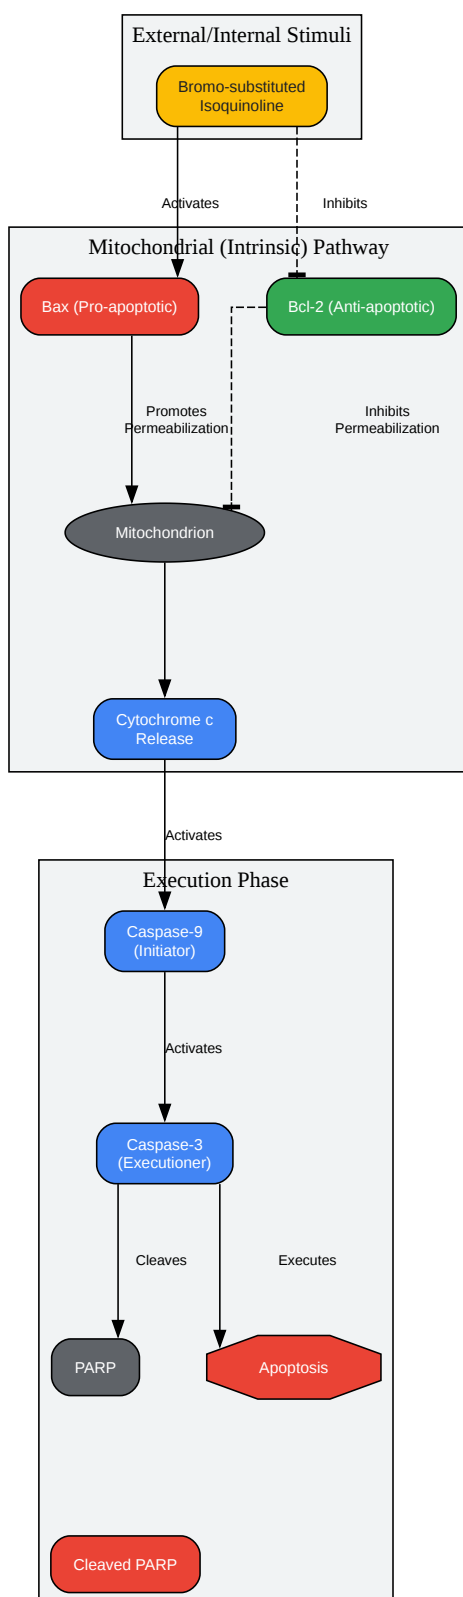 External/Internal Stimuli
Bromo-substituted
Isoquinoline
Activates
Inhibits
Mitochondrial (Intrinsic) Pathway
Bax (Pro-apoptotic)
Bcl-2 (Anti-apoptotic)
Promotes
Permeabilization
Inhibits
Permeabilization
Mitochondrion
Cytochrome c
Release
Activates
Execution Phase
Caspase-9
(Initiator)
Activates
Caspase-3
(Executioner)
Cleaves
Executes
PARP
Apoptosis
Cleaved PARP